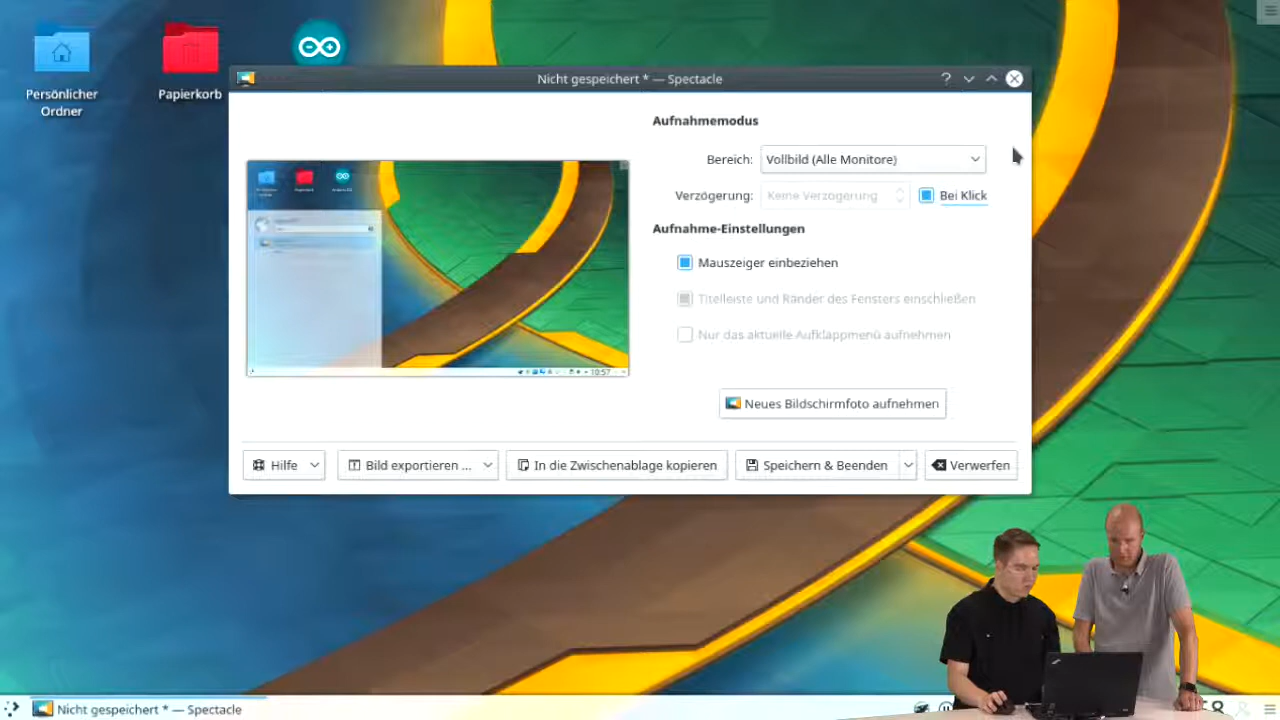 Persönlicher
Ordner
Papierkorb
Nicht gespeichert * — Spectacle
Aufnahmemodus
Bereich: Vollbild (Alle Monitore)
Verzögerung: Keine Verzögerung Bei Klick
Aufnahme-Einstellungen
Mauszeiger einbeziehen
Titelleiste und Ränder des Fensters einschließen
Nur das aktuelle Aufklappmenü aufnehmen
10:57
Neues Bildschirmfoto aufnehmen
Hilfe
Bild exportieren ...
In die Zwischenablage kopieren
Speichern & Beenden
Verwerfen
Nicht gespeichert * — Spectacle